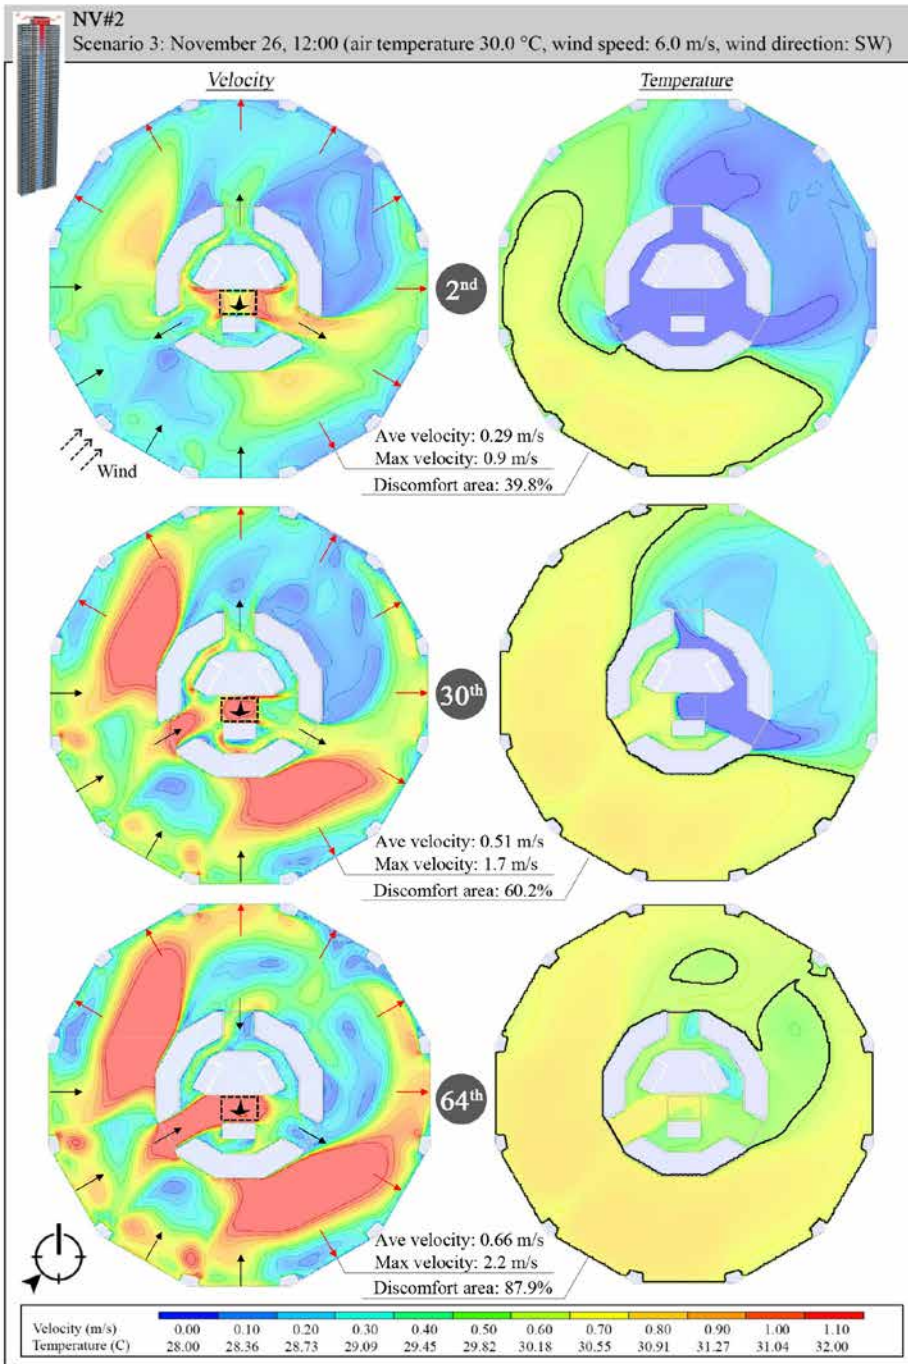 NV#2
Scenario 3: November 26, 12:00 (air temperature 30.0 °C, wind speed: 6.0 m/s, wind direction: SW)
Velocity
Temperature
2nd
Wind
Ave velocity: 0.29 m/s
Max velocity: 0.9 m/s
Discomfort area: 39.8%
30th
Ave velocity: 0.51 m/s
Max velocity: 1.7 m/s
Discomfort area: 60.2%
64th
Ave velocity: 0.66 m/s
Max velocity: 2.2 m/s
Discomfort area: 87.9%
Velocity (m/s) 0.00 0.10 0.20 0.30 0.40 0.50 0.60 0.70 0.80 0.90 1.00 1.10
Temperature (C) 28.00 28.36 28.73 29.09 29.45 29.82 30.18 30.55 30.91 31.27 31.04 32.00